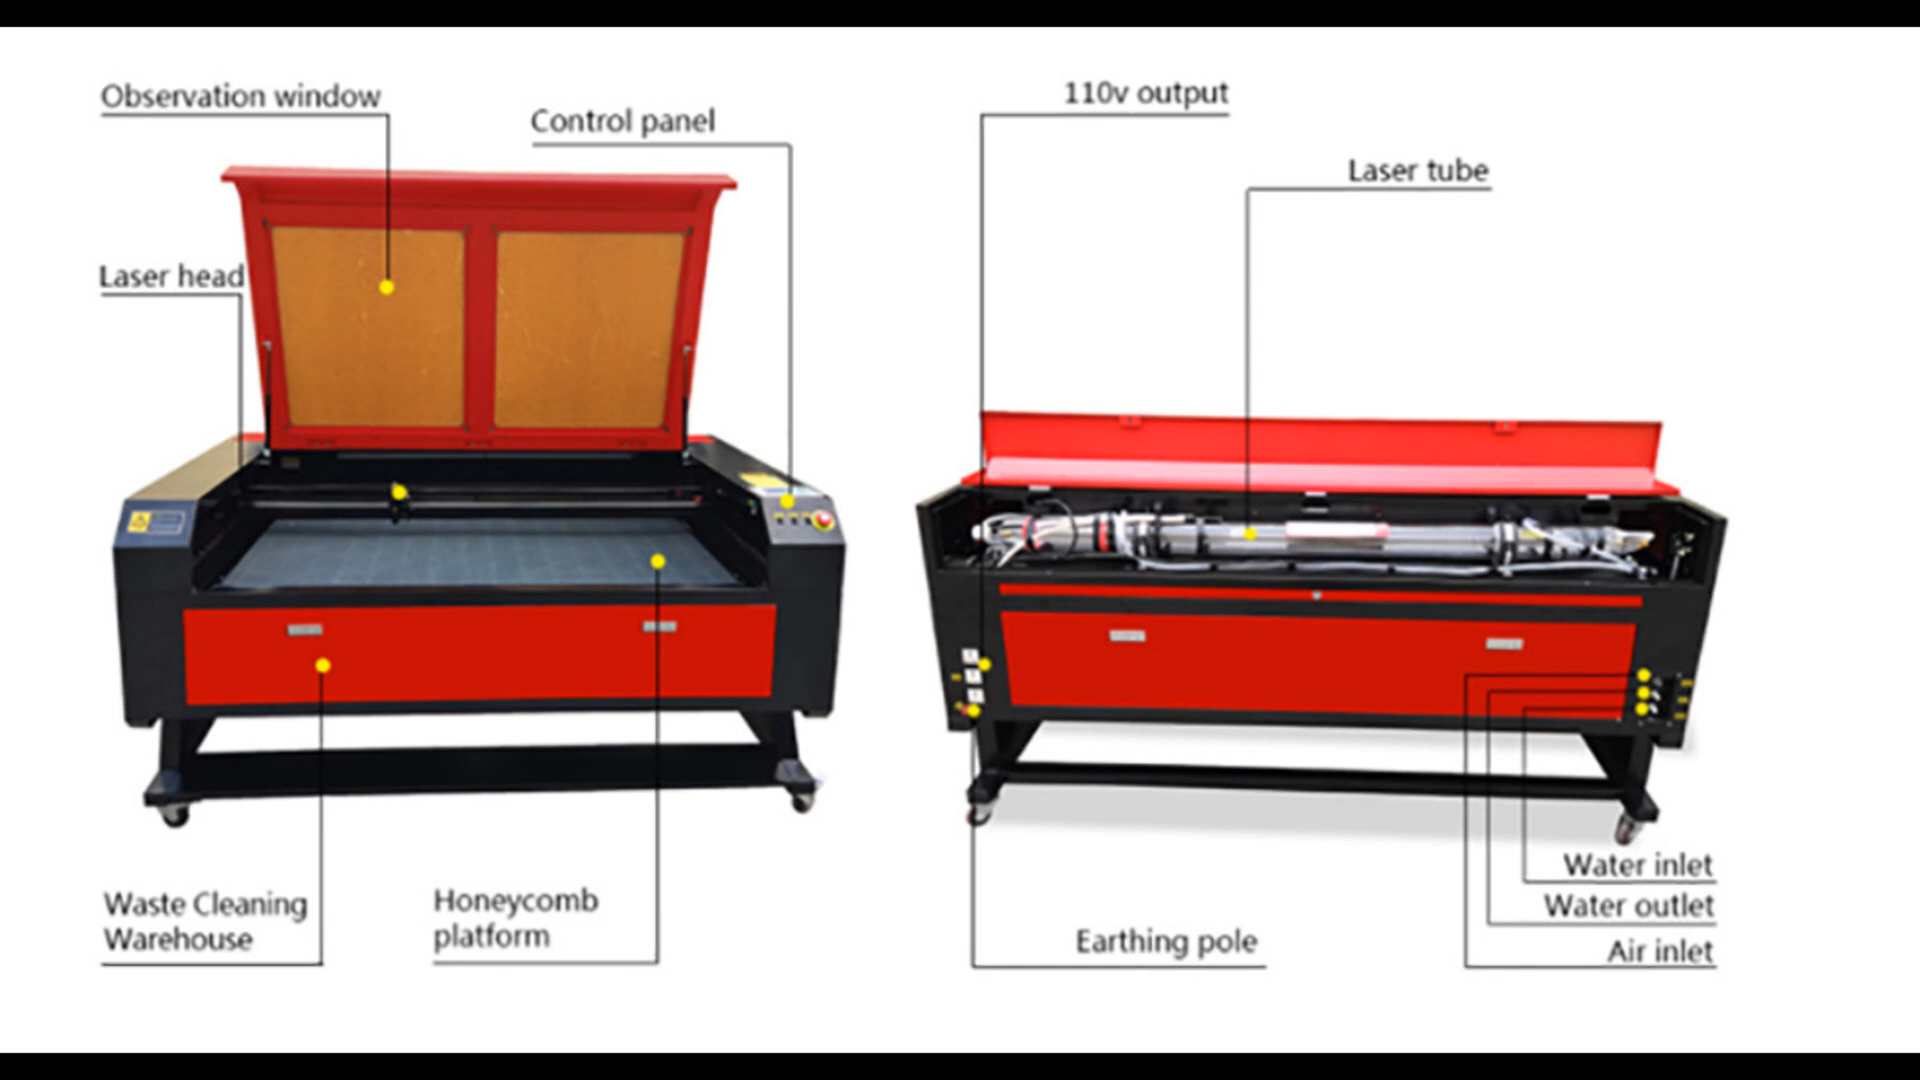 Observation window
Control panel
Laser head
Waste Cleaning
Warehouse
Honeycomb
platform
110v output
Laser tube
Earthing pole
Water inlet
Water outlet
Air inlet